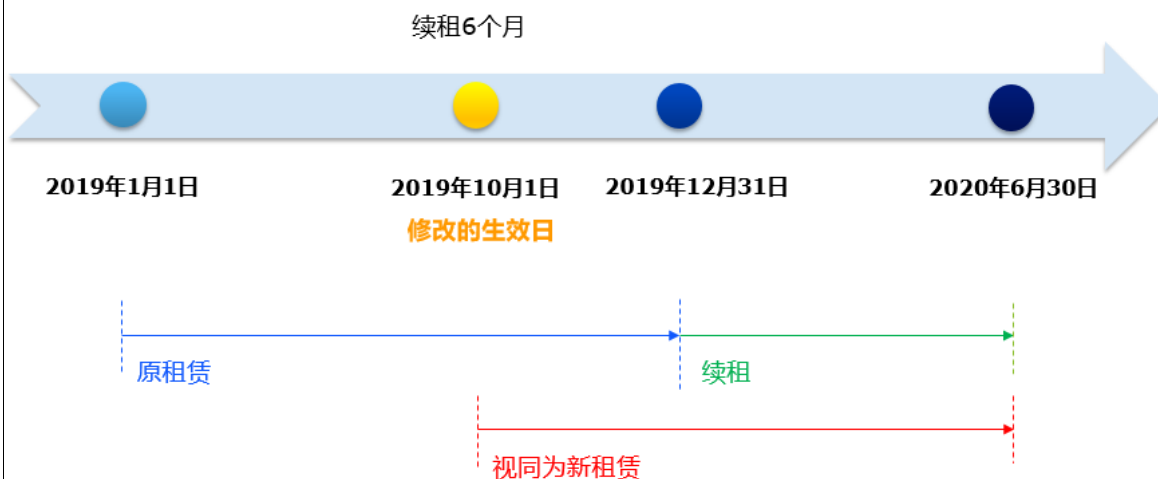 续租6个月
2019年1月1日
2019年10月1日
2019年12月31日
2020年6月30日
修改的生效日
原租赁
续租
视同为新租赁